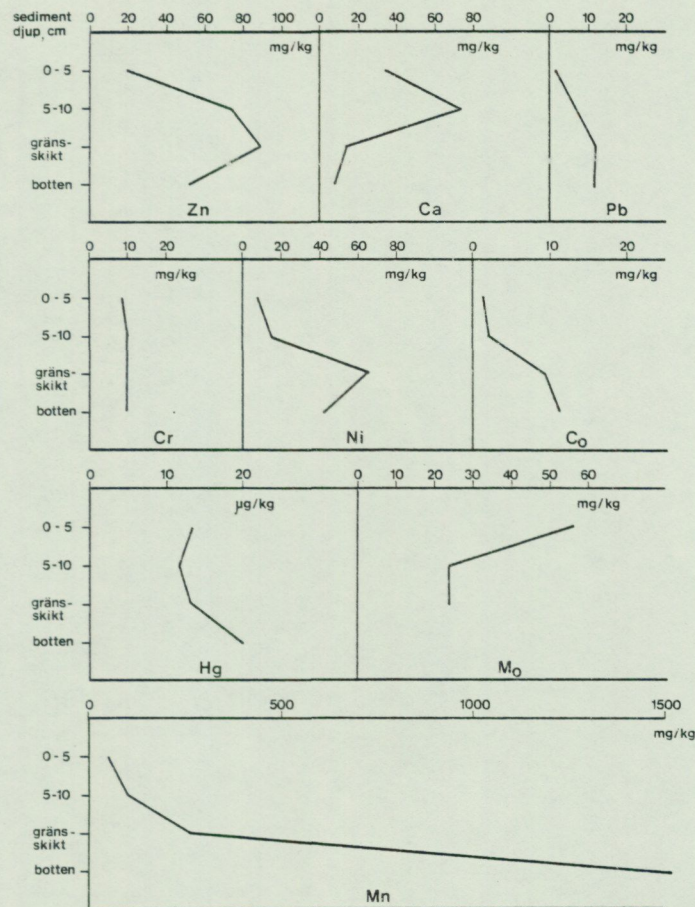 sediment djup, cm
0 20 40 60 80 100 0 20 40 60 80 0 10 20
mg/kg mg/kg mg/kg
0-5
5-10
gräns-
skikt
botten
Zn Ca Pb
0 10 20 0 20 40 60 80 0 10 20
mg/kg mg/kg mg/kg
0-5
5-10
gräns-
skikt
botten
Cr Ni Co
0 10 20 0 10 20 30 40 50 60
µg/kg mg/kg
0-5
5-10
gräns-
skikt
botten
Hg Mo
0 500 1000 1500
mg/kg
0-5
5-10
gräns-
skikt
botten
Mn